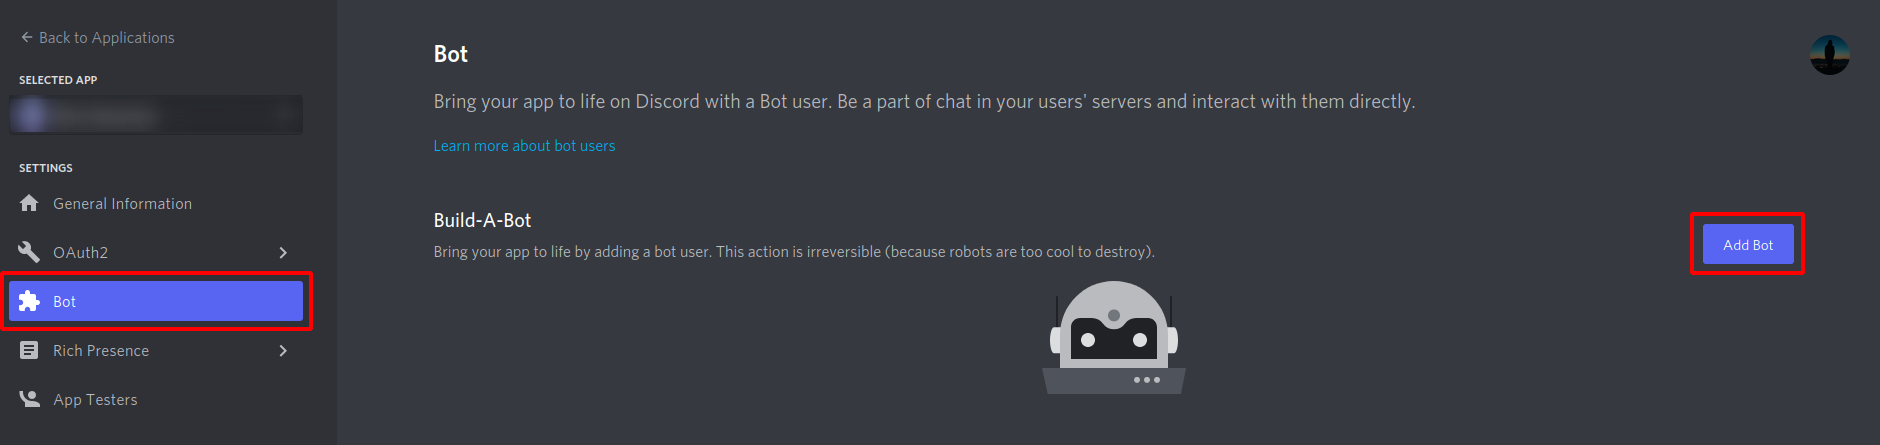 Back to Applications
SELECTED APP
SETTINGS
General Information
OAuth2
Bot
Rich Presence
App Testers
Bot
Bring your app to life on Discord with a Bot user. Be a part of chat in your users' servers and interact with them directly.
Learn more about bot users
Build-A-Bot
Bring your app to life by adding a bot user. This action is irreversible (because robots are too cool to destroy).
Add Bot